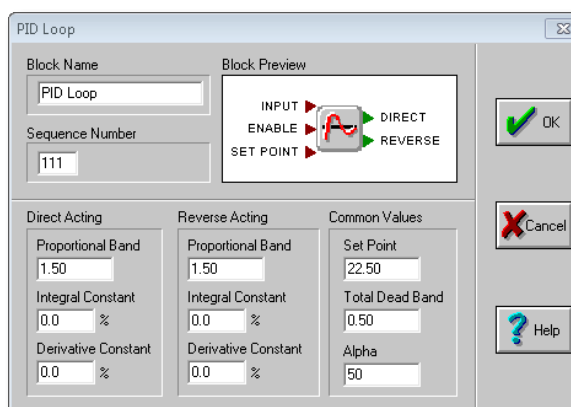 PID Loop
Block Name
PID Loop
Sequence Number
111
Block Preview
INPUT
ENABLE
SET POINT
DIRECT
REVERSE
OK
Cancel
Help
Direct Acting
Proportional Band
1.50
Integral Constant
0.0 %
Derivative Constant
0.0 %
Reverse Acting
Proportional Band
1.50
Integral Constant
0.0 %
Derivative Constant
0.0 %
Common Values
Set Point
22.50
Total Dead Band
0.50
Alpha
50